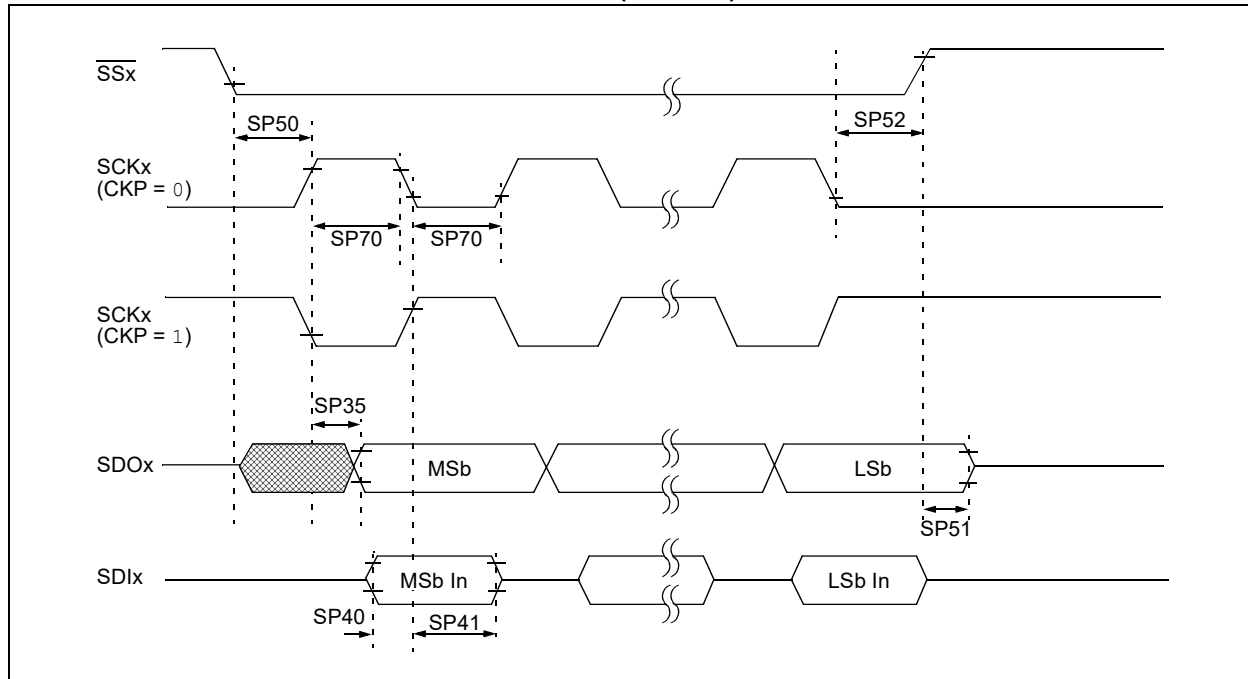 SSx
SP50
SP52
SCKx
(CKP = 0)
SP70
SP70
SCKx
(CKP = 1)
SP35
SDOx
MSb
LSb
SP51
SDIx
MSb In
LSb In
SP40
SP41